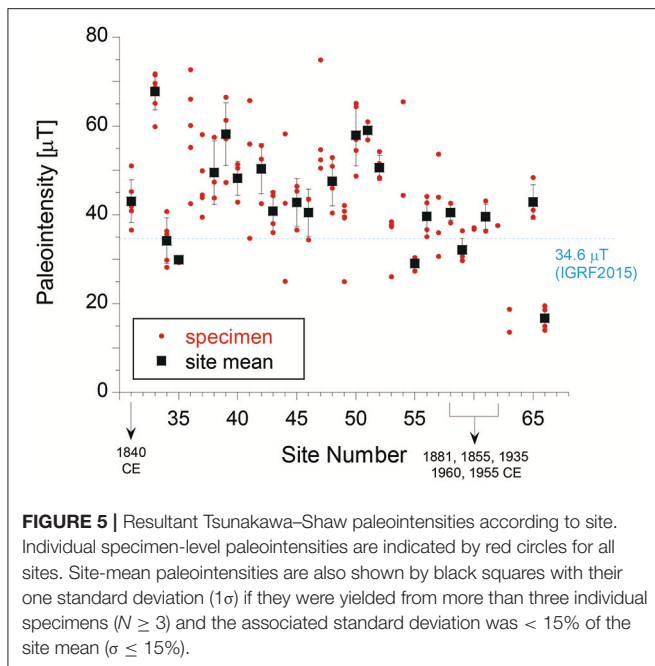 80
60
40
20
0
Paleointensity [μT]
34.6 μT
(IGRF2015)
specimen
site mean
35 40 45 50 55 65
Site Number
1840
CE
1881, 1855, 1935
1960, 1955 CE
FIGURE 5 | Resultant Tsunakawa–Shaw paleointensities according to site.
Individual specimen-level paleointensities are indicated by red circles for all
sites. Site-mean paleointensities are also shown by black squares with their
one standard deviation (1σ) if they were yielded from more than three individual
specimens (N ≥ 3) and the associated standard deviation was < 15% of the
site mean (σ ≤ 15%).